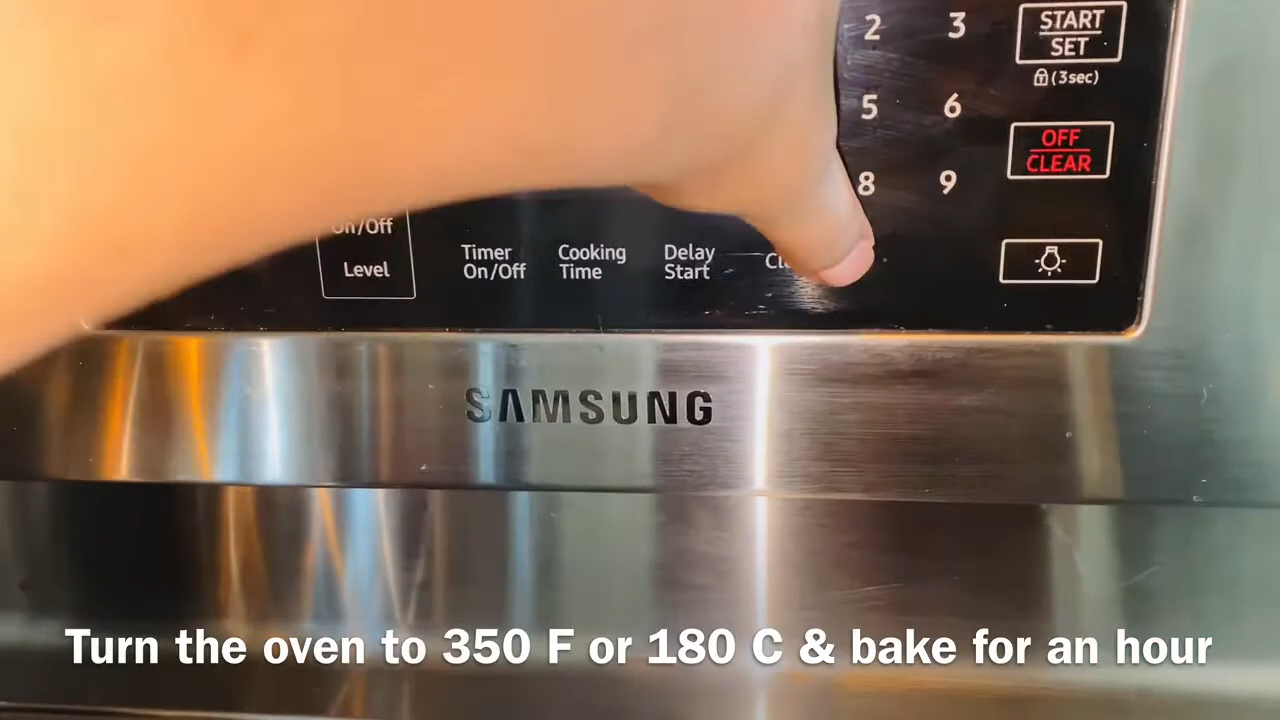 2 3 START
SET
(3sec)
5 6 OFF
CLEAR
8 9
On/Off
Level
Timer
On/Off
Cooking
Time
Delay
Start
SAMSUNG
Turn the oven to 350 F or 180 C & bake for an hour